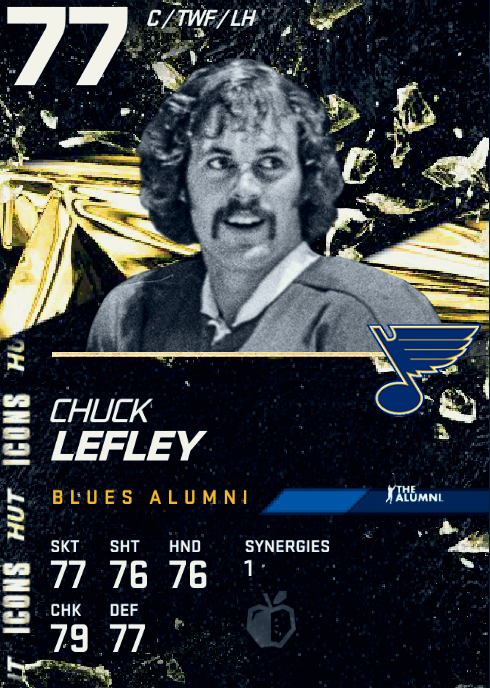 77
C / TWF / LH
CHUCK
LEFLEY
BLUES ALUMNI
THE
ALUMNI
SKT SHT HND SYNERGIES
77 76 76 1
CHK DEF
79 77
HUT ICONS HUT ICONS